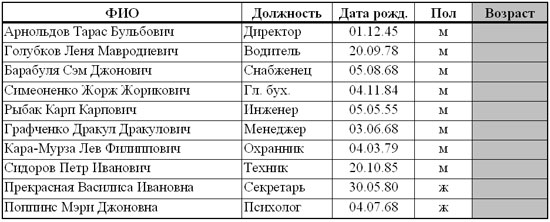 ФИО Должность Дата рожд. Пол Возраст
Арнольдов Тарас Бульбович Директор 01.12.45 м
Голубков Леня Мавродиевич Водитель 20.09.78 м
Барабуля Сэм Джонович Снабженец 05.08.68 м
Симеоненко Жорж Жорикович Гл. бух. 04.11.84 м
Рыбак Карп Карпович Инженер 05.05.55 м
Графченко Дракул Дракулович Менеджер 03.06.68 м
Кара-Мурза Лев Филиппович Охранник 04.03.79 м
Сидоров Петр Иванович Техник 20.10.85 м
Прекрасная Василиса Ивановна Секретарь 30.05.80 ж
Поппинс Мэри Джоновна Психолог 04.07.68 ж